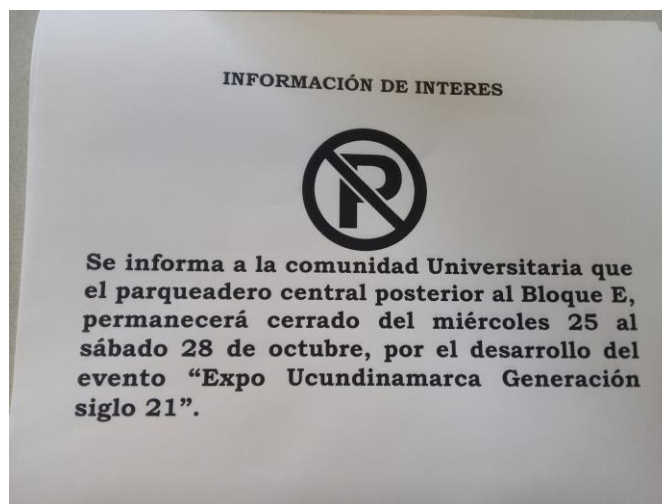 INFORMACIÓN DE INTERES
P
Se informa a la comunidad Universitaria que
el parqueadero central posterior al Bloque E,
permanecerá cerrado del miércoles 25 al
sábado 28 de octubre, por el desarrollo del
evento “Expo Ucundinamarca Generación
siglo 21”.